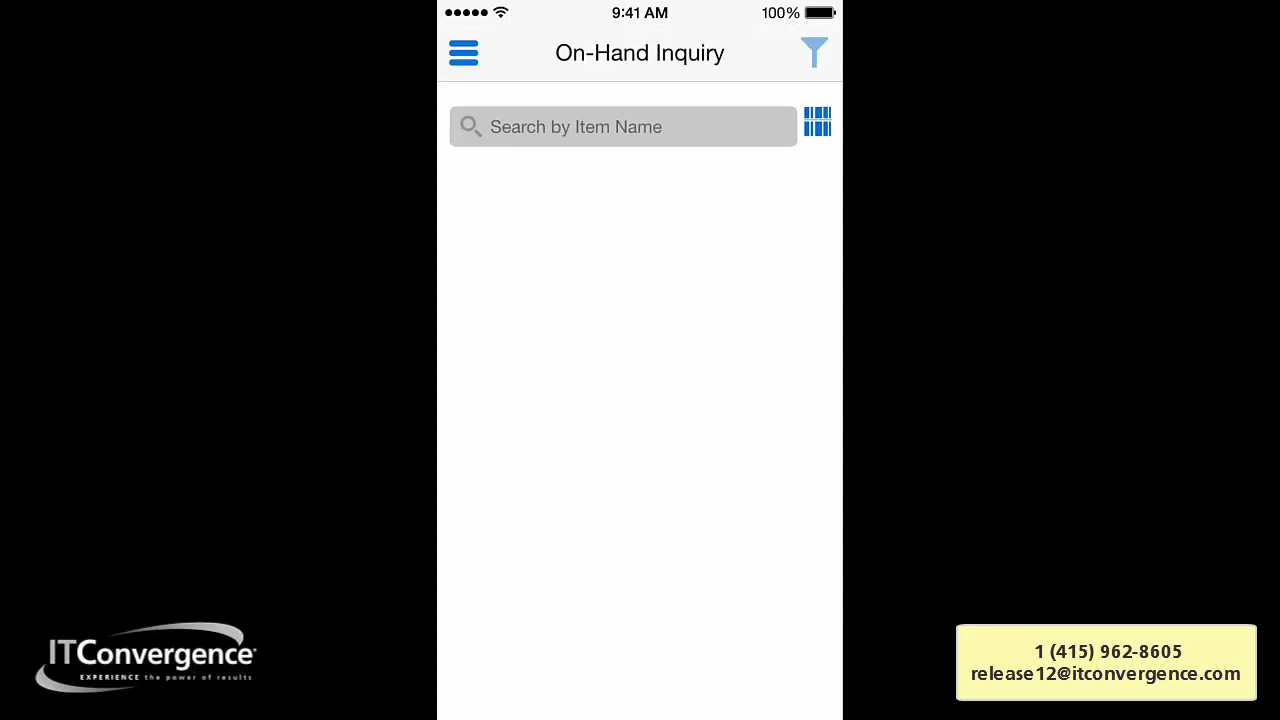 9:41 AM
100%
On-Hand Inquiry
Search by Item Name
ITConvergence
EXPERIENCE the power of results
1 (415) 962-8605
release12@itconvergence.com